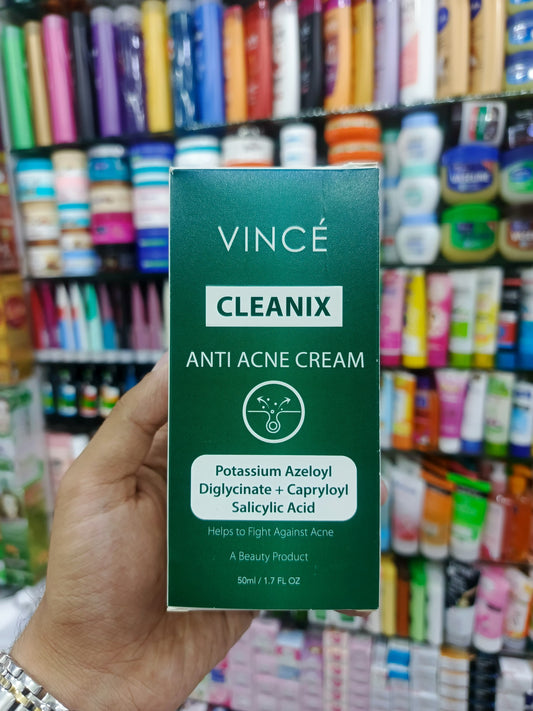 VINCÉ
CLEANIX
ANTI ACNE CREAM
Potassium Azeloyl
Diglycinate + Capryloyl
Salicylic Acid
Helps to Fight Against Acne
A Beauty Product
50ml / 1.7 FL OZ
Vaseline